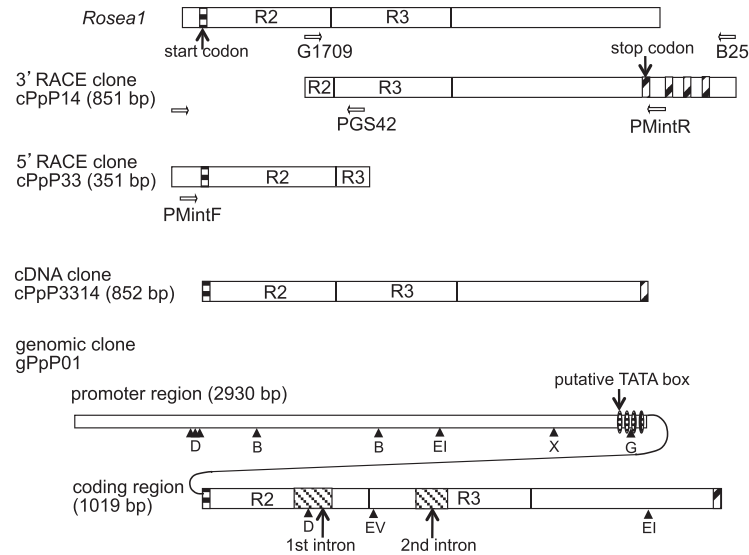 Rosea1
R2
R3
start codon
G1709
stop codon
B25
3’ RACE clone
cPpP14 (851 bp)
R2
R3
PGS42
PMintR
5’ RACE clone
cPpP33 (351 bp)
R2
R3
PMintF
cDNA clone
cPpP3314 (852 bp)
R2
R3
genomic clone
gPpP01
putative TATA box
promoter region (2930 bp)
D
B
B
EI
X
G
coding region
(1019 bp)
R2
R3
D
EV
EI
1st intron
2nd intron